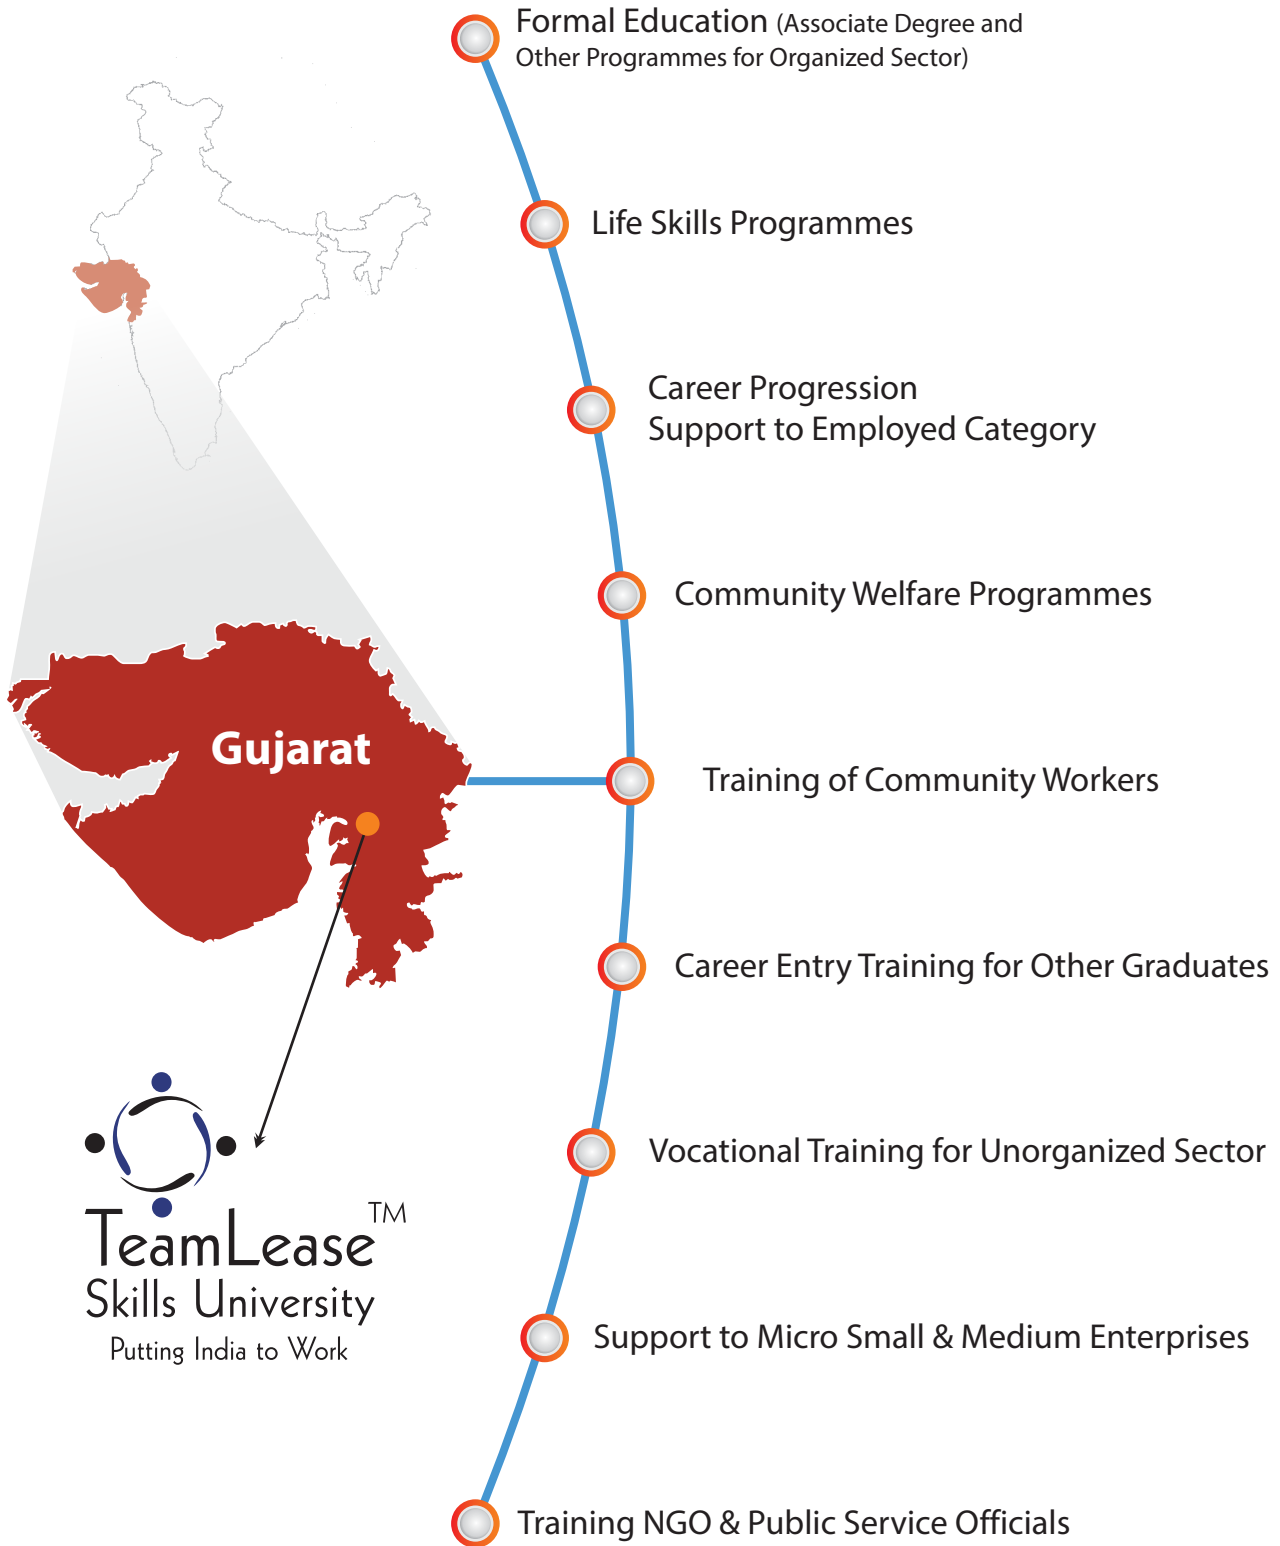 Formal Education (Associate Degree and
Other Programmes for Organized Sector)
Life Skills Programmes
Career Progression
Support to Employed Category
Community Welfare Programmes
Gujarat
Training of Community Workers
Career Entry Training for Other Graduates
Vocational Training for Unorganized Sector
TeamLease TM
Skills University
Putting India to Work
Support to Micro Small & Medium Enterprises
Training NGO & Public Service Officials